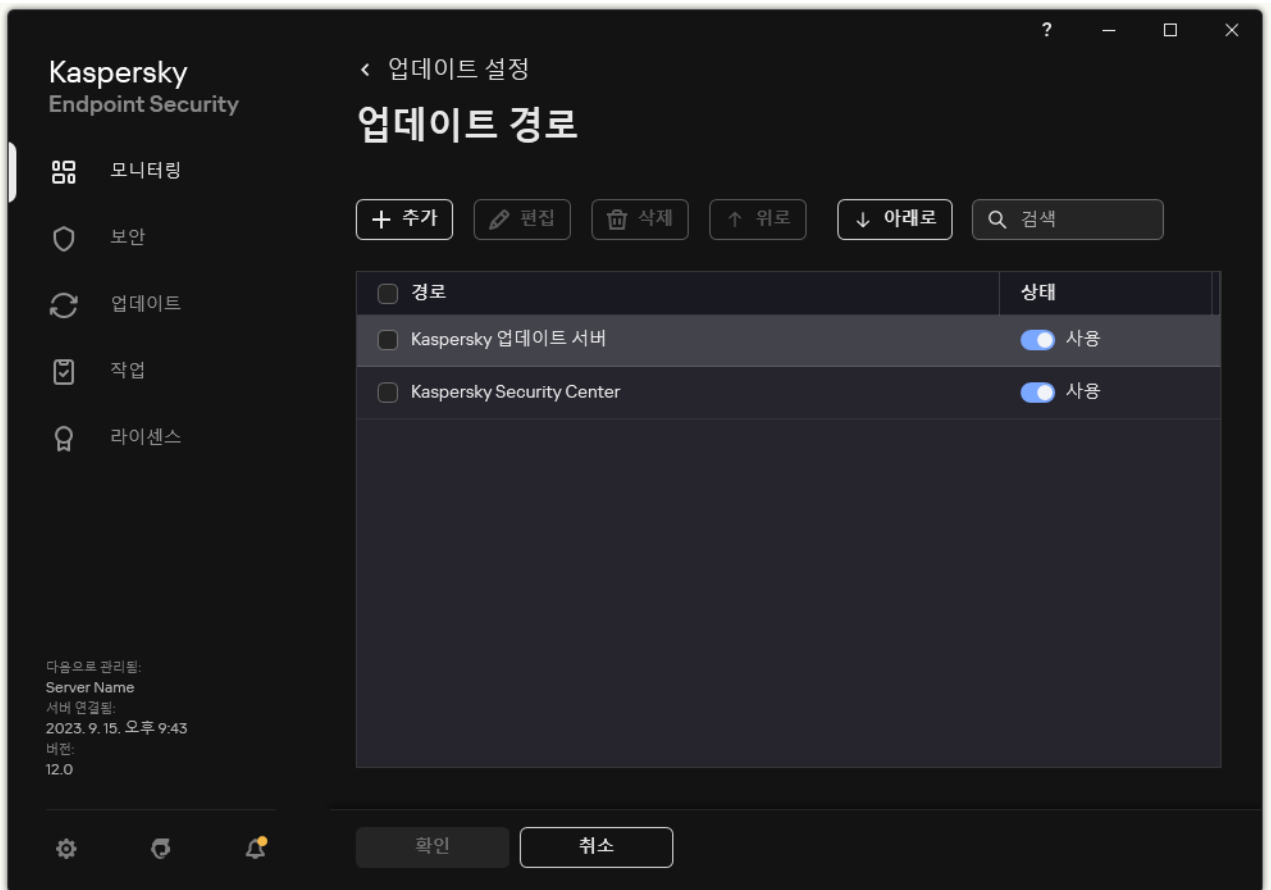 ?
Kaspersky
Endpoint Security
모니터링
보안
업데이트
작업
라이센스
다음으로 관리됨:
Server Name
서버 연결됨:
2023. 9. 15. 오후 9:43
버전:
12.0
업데이트 설정
업데이트 경로
추가 편집 삭제 위로 아래로 검색
경로 상태
Kaspersky 업데이트 서버 사용
Kaspersky Security Center 사용
확인 취소